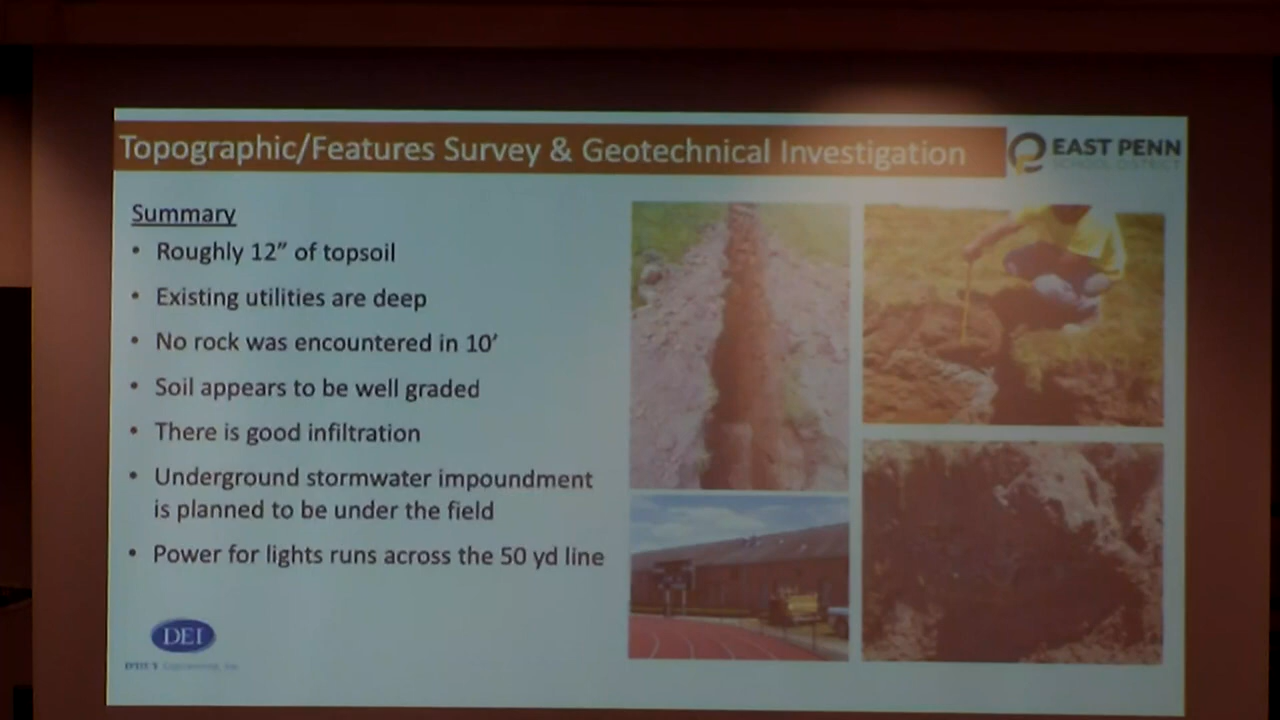 Topographic/Features Survey & Geotechnical Investigation
EAST PENN
SCHOOL DISTRICT
Summary
• Roughly 12” of topsoil
• Existing utilities are deep
• No rock was encountered in 10’
• Soil appears to be well graded
• There is good infiltration
• Underground stormwater impoundment
is planned to be under the field
• Power for lights runs across the 50 yd line
DEI